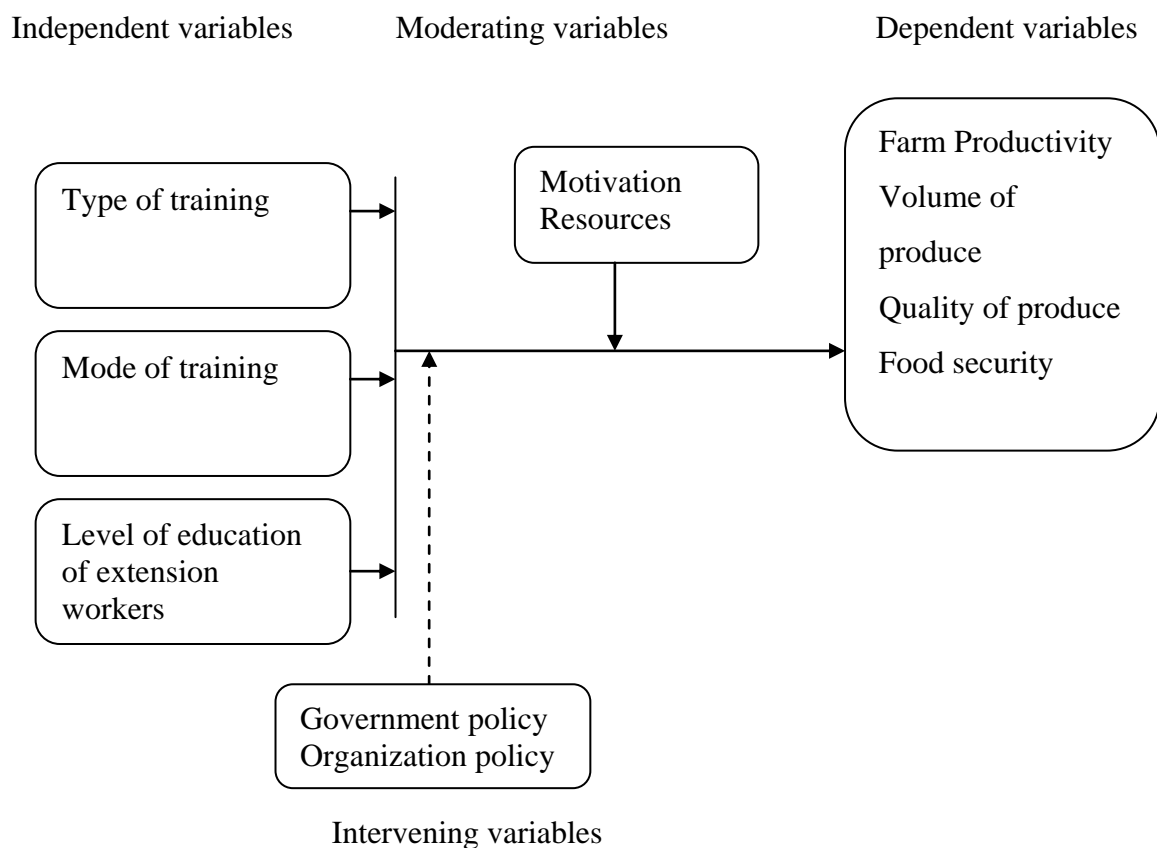 Independent variables
Moderating variables
Dependent variables
Type of training
Mode of training
Level of education
of extension
workers
Motivation
Resources
Farm Productivity
Volume of
produce
Quality of produce
Food security
Government policy
Organization policy
Intervening variables